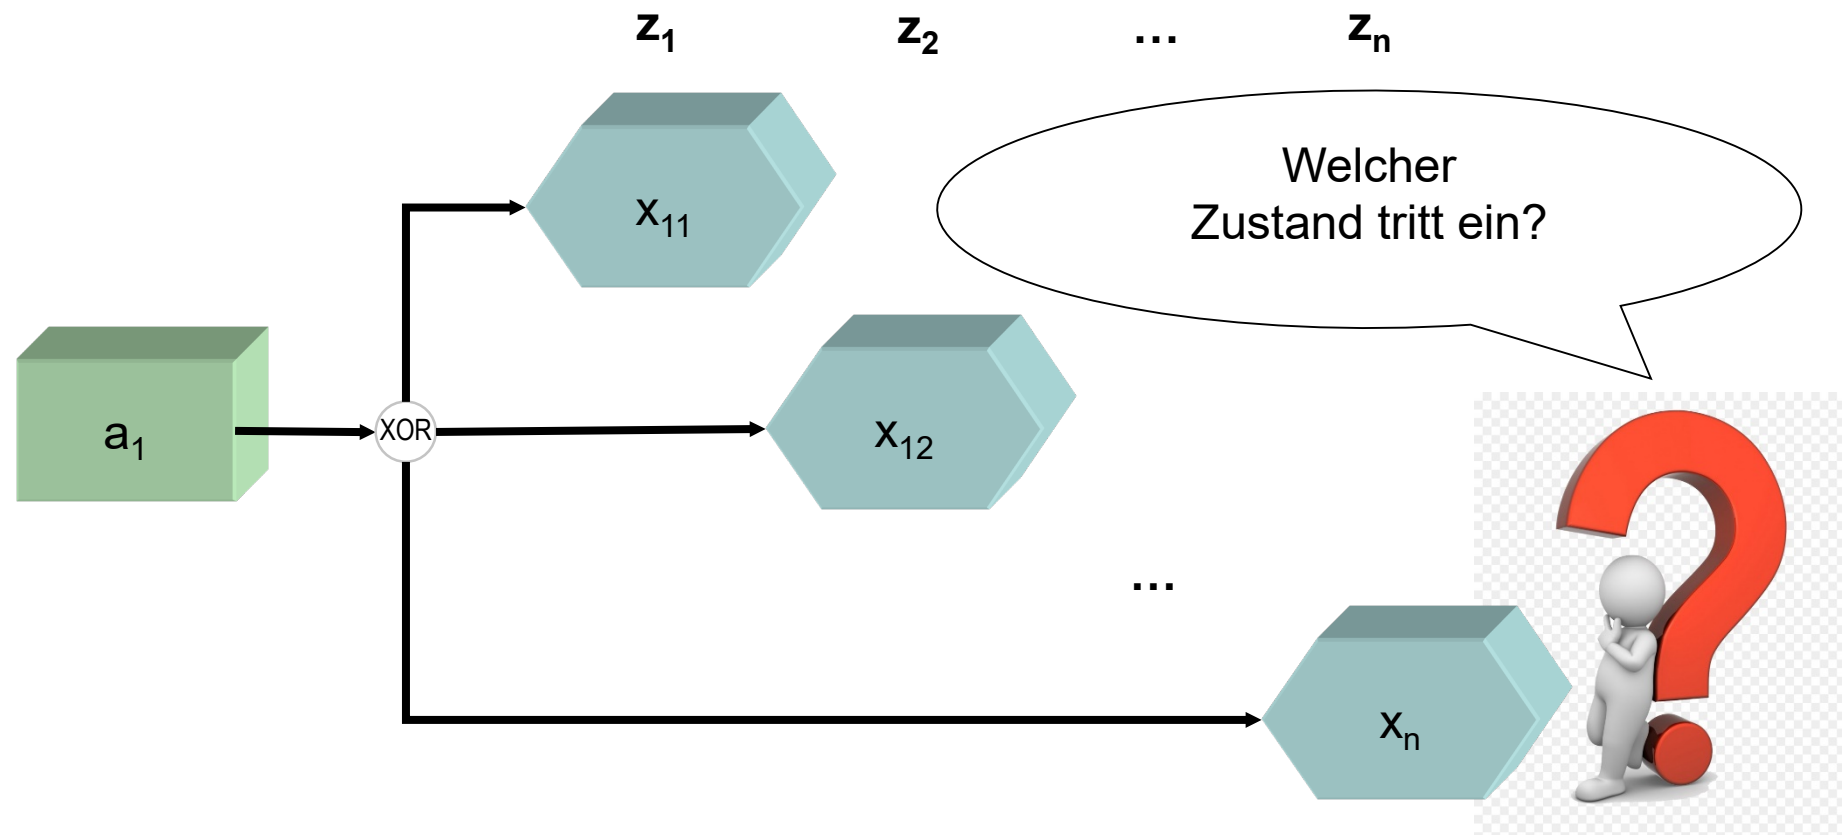 z₁ z₂ … zₙ
Welcher
Zustand tritt ein?
x₁₁
a₁
XOR
x₁₂
…
xₙ